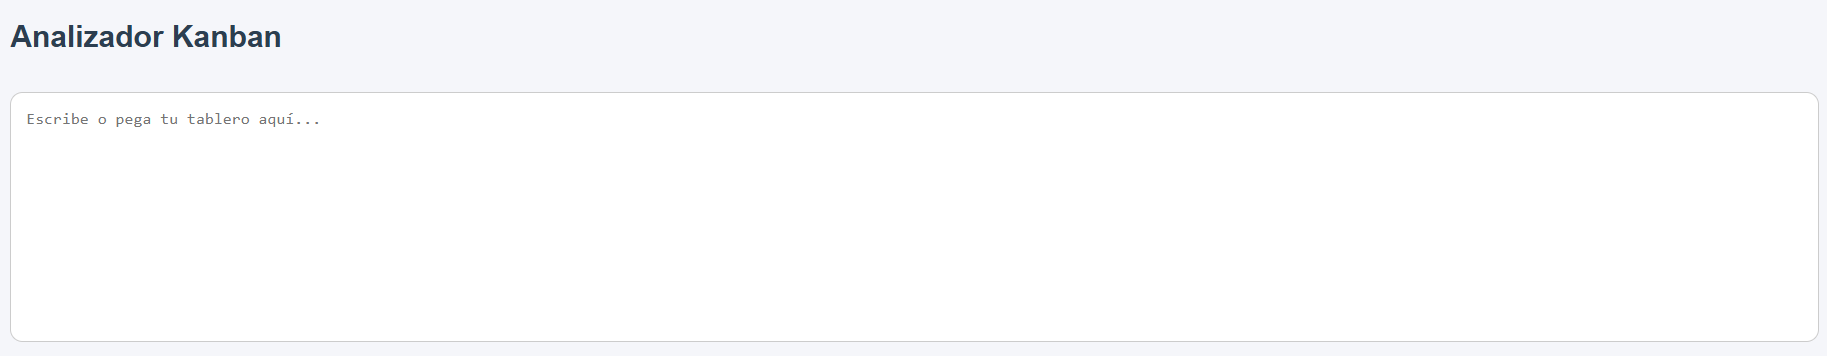 Analizador Kanban
Escribe o pega tu tablero aquí...